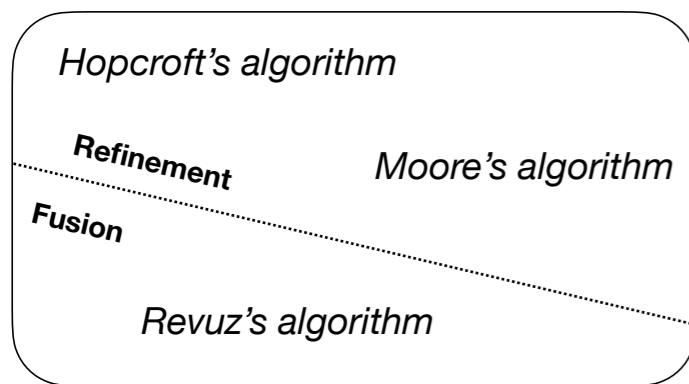 Hopcroft’s algorithm
Refinement
Moore’s algorithm
Fusion
Revuz’s algorithm